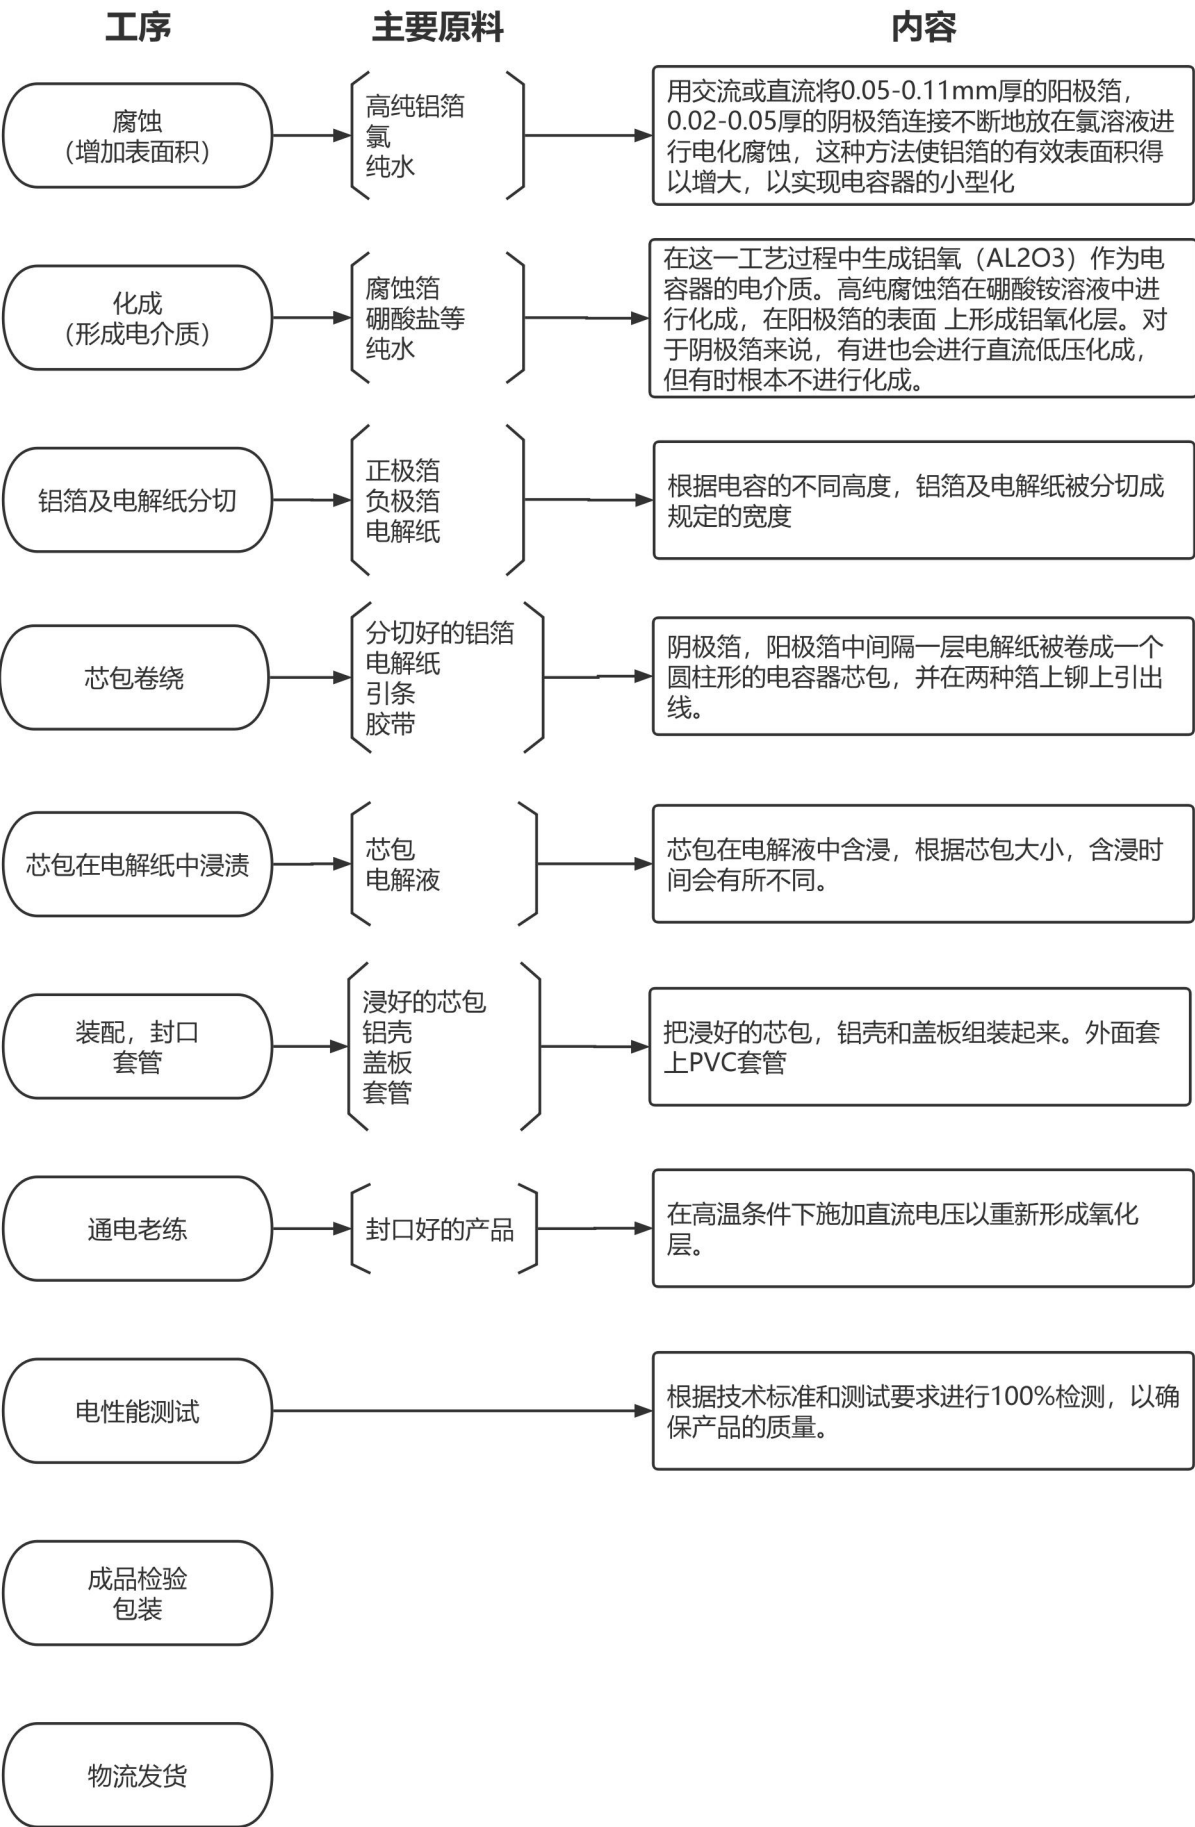 工序
主要原料
内容
腐蚀
（增加表面积）
高纯铝箔
氯
纯水
用交流或直流将0.05-0.11mm厚的阳极箔，
0.02-0.05厚的阴极箔连接不断地放在氯溶液进
行电化腐蚀，这种方法使铝箔的有效表面积得
以增大，以实现电容器的小型化
化成
（形成电介质）
腐蚀箔
硼酸盐等
纯水
在这一工艺过程中生成铝氧（AL2O3）作为电
容器的电介质。高纯腐蚀箔在硼酸铵溶液中进
行化成，在阳极箔的表面 上形成铝氧化层。对
于阴极箔来说，有进也会进行直流低压化成，
但有时根本不进行化成。
铝箔及电解纸分切
正极箔
负极箔
电解纸
根据电容的不同高度，铝箔及电解纸被分切成
规定的宽度
芯包卷绕
分切好的铝箔
电解纸
引条
胶带
阴极箔，阳极箔中间隔一层电解纸被卷成一个
圆柱形的电容器芯包，并在两种箔上铆上引出
线。
芯包在电解纸中浸渍
芯包
电解液
芯包在电解液中含浸，根据芯包大小，含浸时
间会有所不同。
装配，封口
套管
浸好的芯包
铝壳
盖板
套管
把浸好的芯包，铝壳和盖板组装起来。外面套
上PVC套管
通电老练
封口好的产品
在高温条件下施加直流电压以重新形成氧化
层。
电性能测试
根据技术标准和测试要求进行100%检测，以确
保产品的质量。
成品检验
包装
物流发货